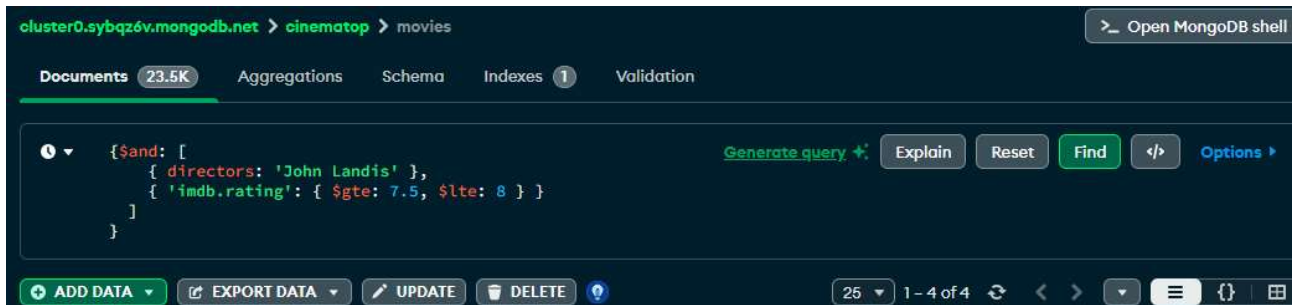 cluster0.sybqz6v.mongodb.net > cinematop > movies
>_ Open MongoDB shell
Documents 23.5K Aggregations Schema Indexes 1 Validation
{$and: [
Generate query Explain Reset Find </> Options
{ directors: 'John Landis' },
{ 'imdb.rating': { $gte: 7.5, $lte: 8 } }
]
}
ADD DATA EXPORT DATA UPDATE DELETE 25 1 – 4 of 4 {}